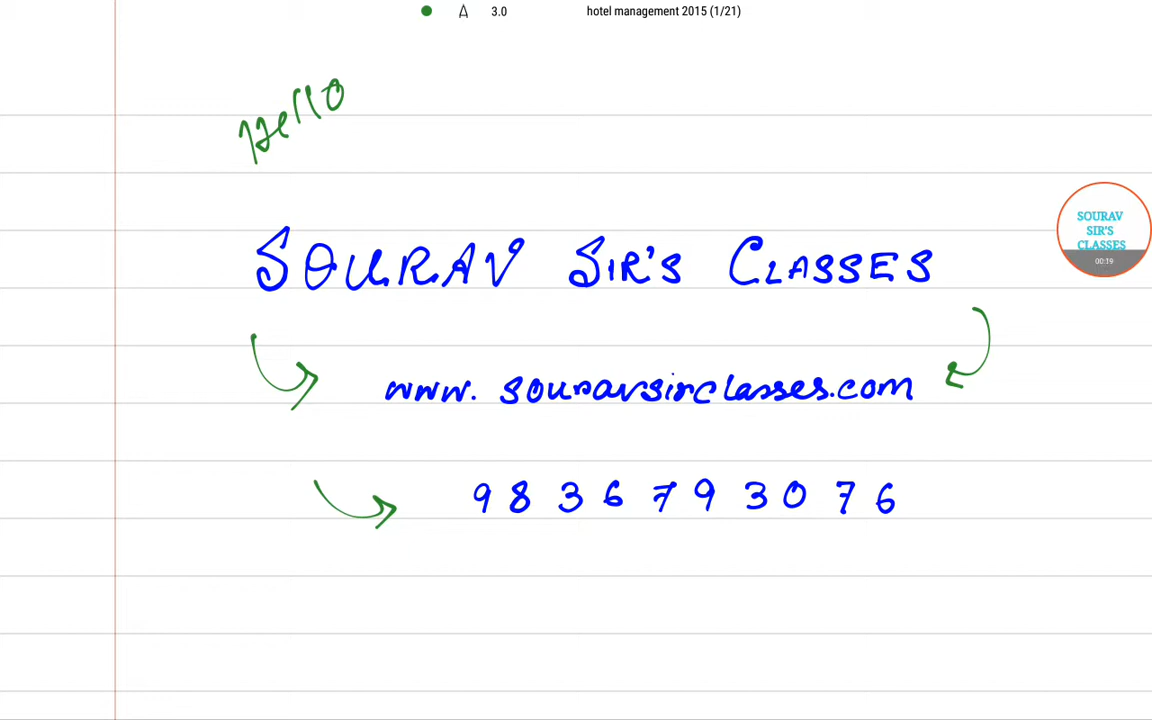 3.0 hotel management 2015 (1/21)
Hello
SOURAV SIR'S CLASSES
www. souravsirclasses.com
9 8 3 6 7 9 3 0 7 6
SOURAV
SIR'S
CLASSES
00:19